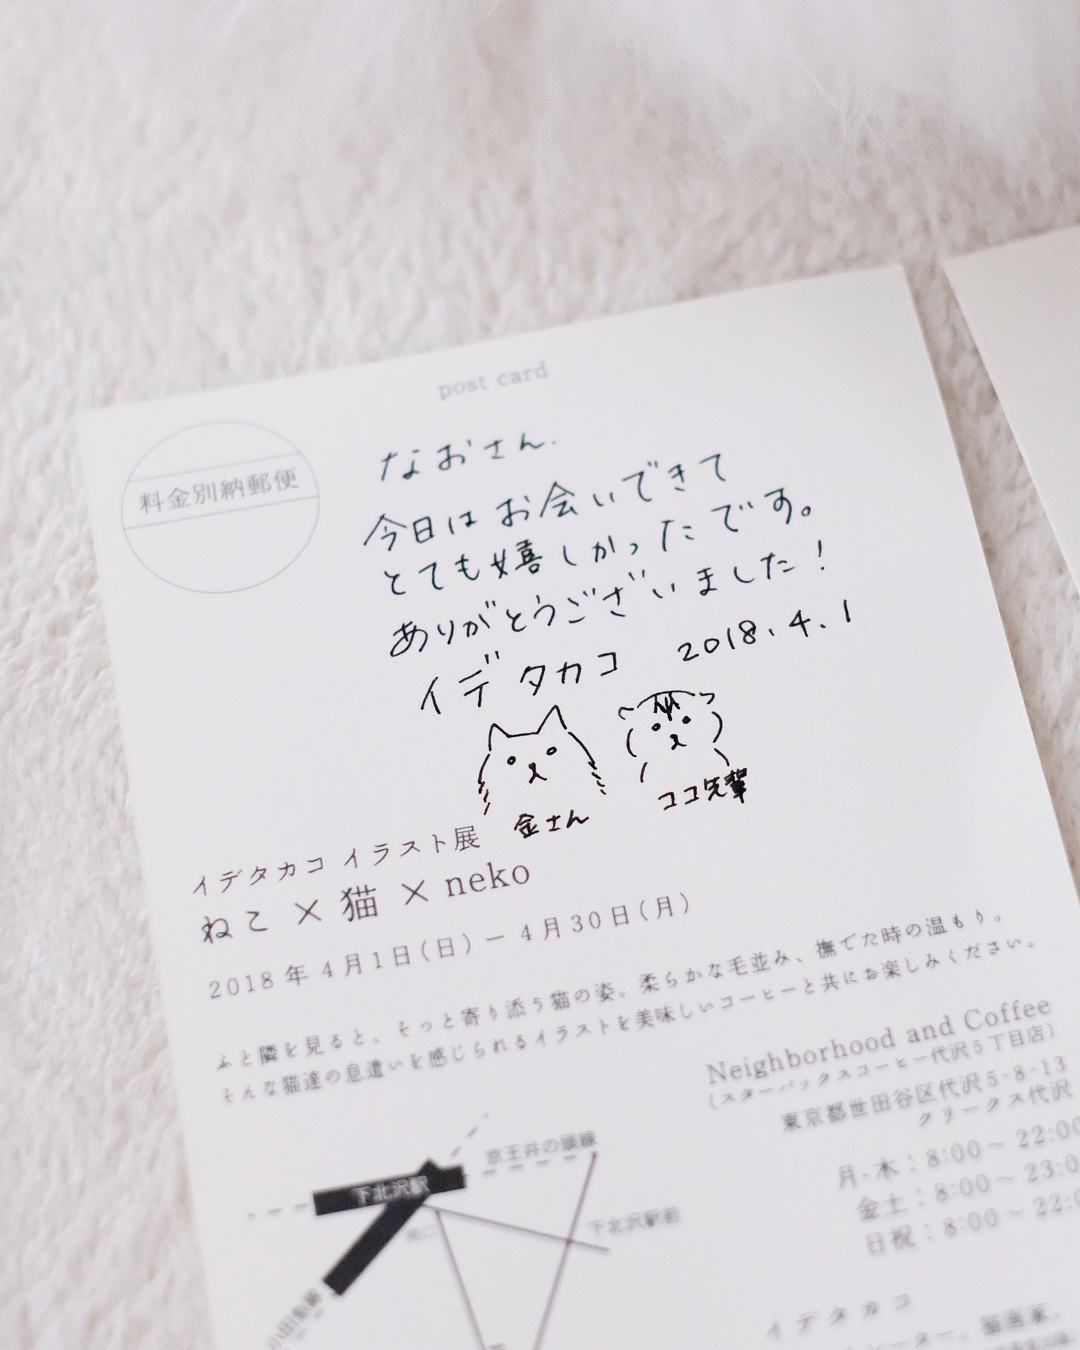 post card
料金別納郵便
なおさん.
今日はお会いできて
とても嬉しかったです。
ありがとうございました!
イデタカコ 2018.4.1
金さん ココ先輩
イデタカコ イラスト展
ねこ × 猫 × neko
2018年4月1日(日)ー4月30日(月)
ふと隣を見ると、そっと寄り添う猫の姿。柔らかな毛並み、撫でた時の温もり。
そんな猫達の息遣いを感じられるイラストを美味しいコーヒーと共にお楽しみください。
Neighborhood and Coffee
(スターバックスコーヒー代沢5丁目店)
東京都世田谷区代沢5-8-13
クリークス代沢
月-木:8:00～22:00
金土:8:00～23:0
日祝:8:00～22:0
京王井の頭線
下北沢駅
下北沢駅前
南口
小田急線
イデタカコ
猫画家。